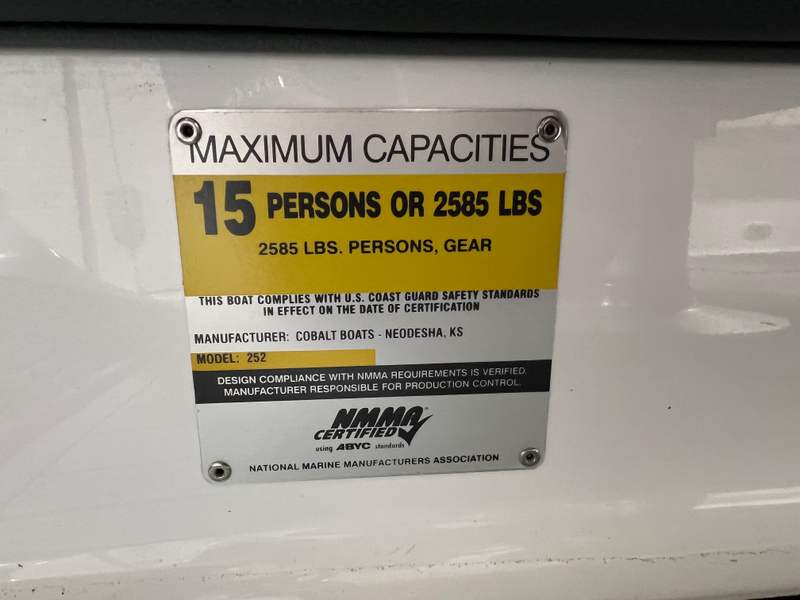 MAXIMUM CAPACITIES
15 PERSONS OR 2585 LBS
2585 LBS. PERSONS, GEAR
THIS BOAT COMPLIES WITH U.S. COAST GUARD SAFETY STANDARDS
IN EFFECT ON THE DATE OF CERTIFICATION
MANUFACTURER: COBALT BOATS - NEODESHA, KS
MODEL: 252
DESIGN COMPLIANCE WITH NMMA REQUIREMENTS IS VERIFIED.
MANUFACTURER RESPONSIBLE FOR PRODUCTION CONTROL.
NMMA
CERTIFIED
using ABYC standards
NATIONAL MARINE MANUFACTURERS ASSOCIATION